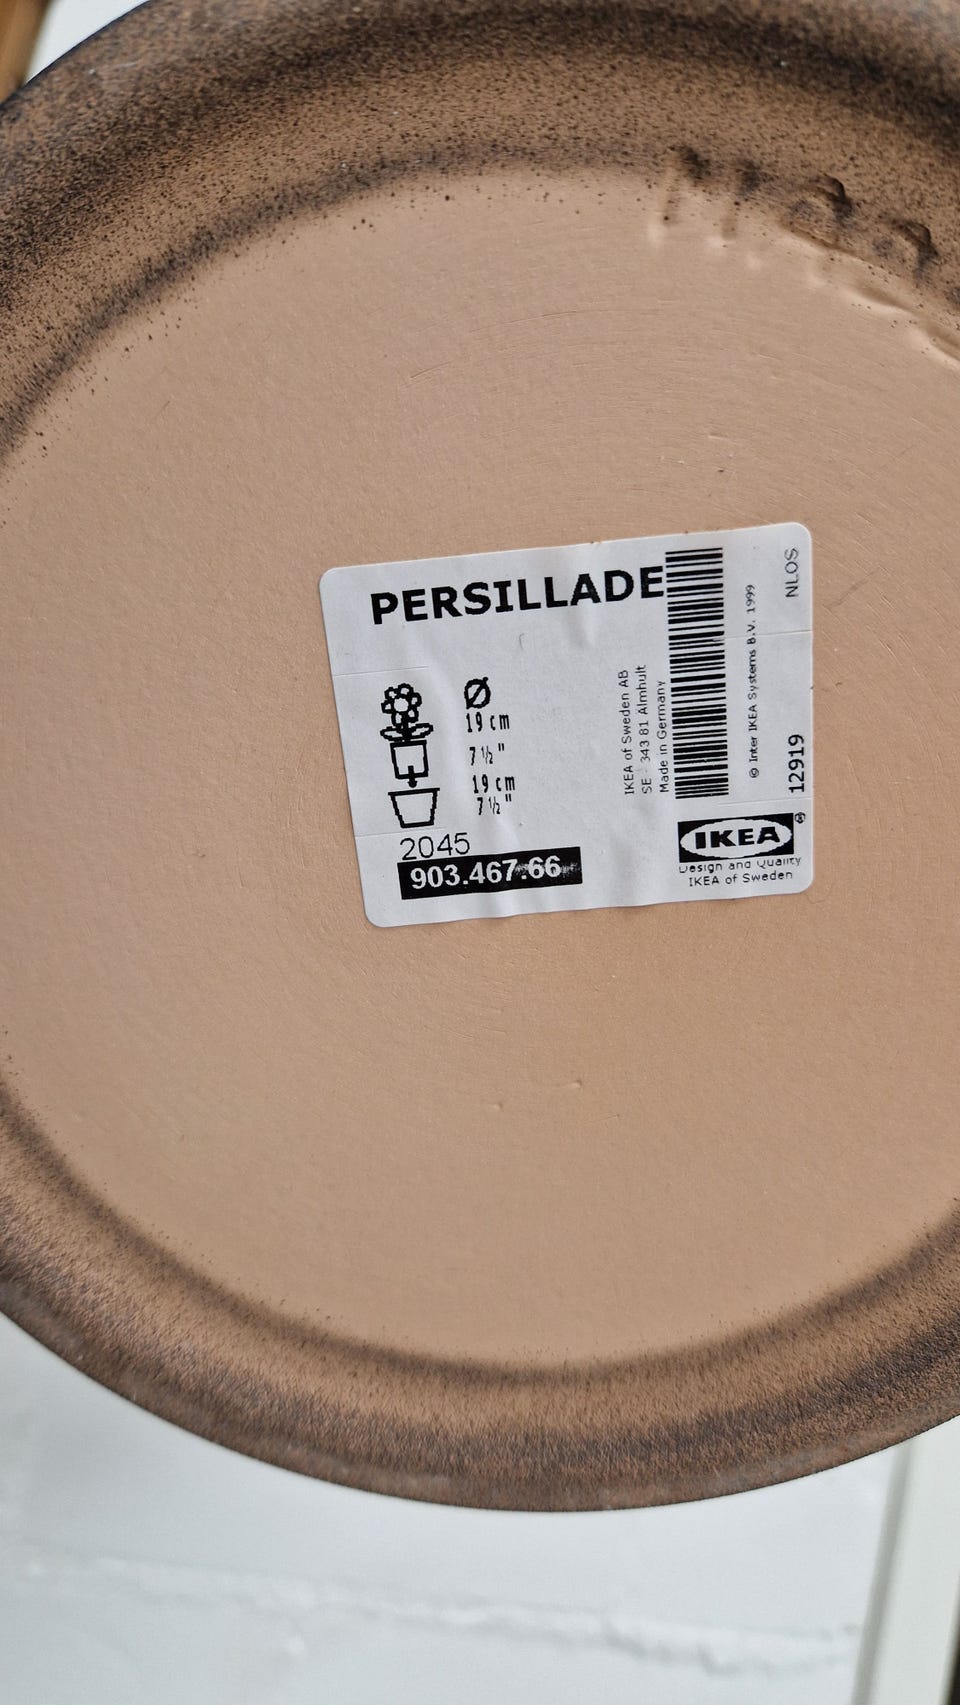 PERSILLADE
Ø
19 cm
7 ½"
19 cm
7 ½"
2045
903.467.66
IKEA of Sweden AB
SE - 343 81 Älmhult
Made in Germany
© Inter IKEA Systems B.V. 1999
12919
NLOS
IKEA®
Design and Quality
IKEA of Sweden